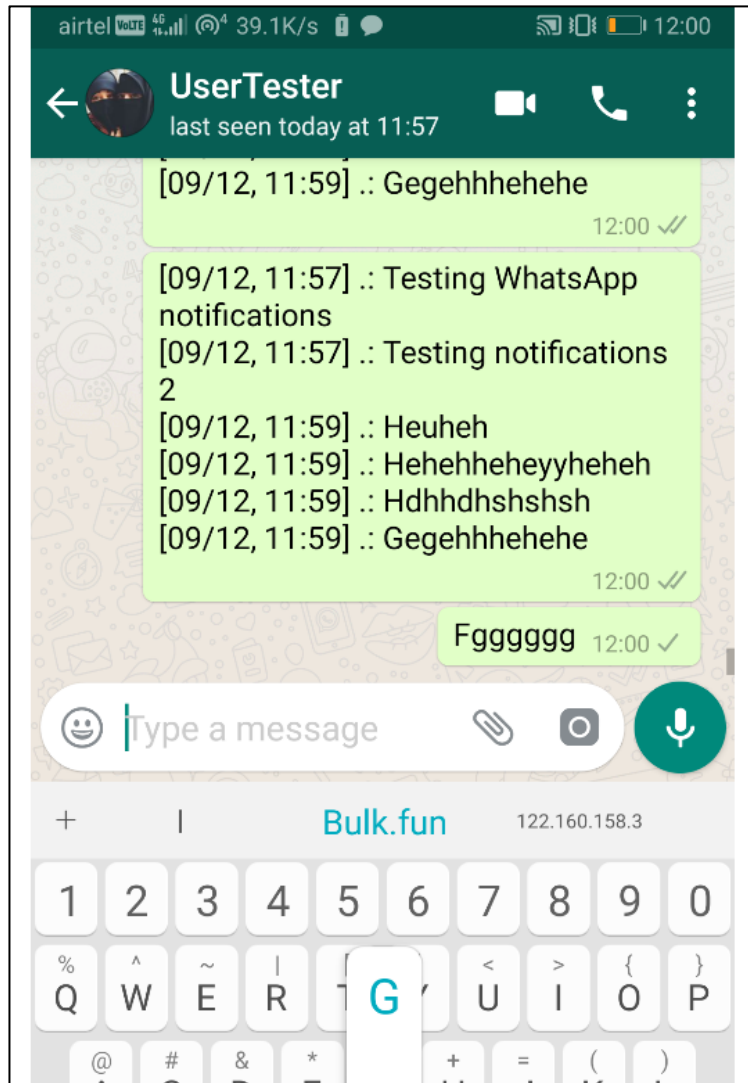 airtel VoLTE 4G 4 39.1K/s 12:00
UserTester
last seen today at 11:57
[09/12, 11:59] .: Gegehhhehehe
12:00
[09/12, 11:57] .: Testing WhatsApp
notifications
[09/12, 11:57] .: Testing notifications
2
[09/12, 11:59] .: Heuheh
[09/12, 11:59] .: Hehehheheyyheheh
[09/12, 11:59] .: Hdhhdhshshsh
[09/12, 11:59] .: Gegehhhehehe
12:00
Fgggggg 12:00
Type a message
+ I Bulk.fun 122.160.158.3
1 2 3 4 5 6 7 8 9 0
% ^ ~ | < > { }
Q W E R T G Y U I O P
@ # & * + = ( )